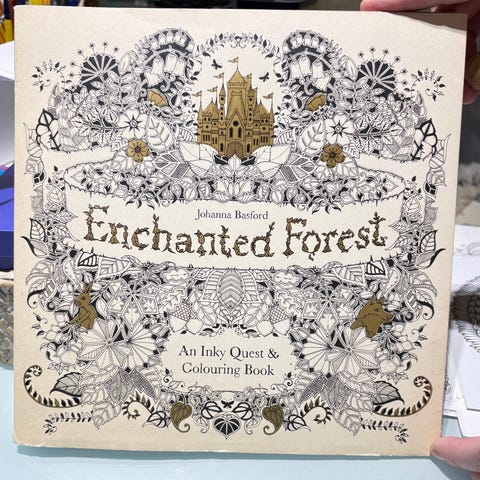 Johanna Basford
Enchanted Forest
An Inky Quest &
Colouring Book